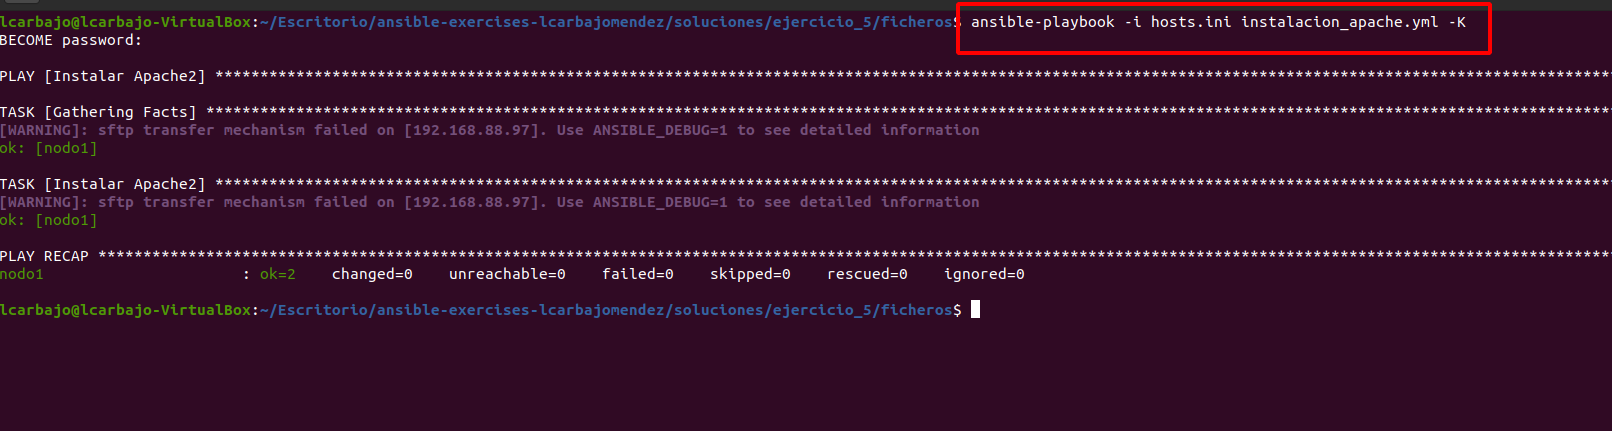 lcarbajo@lcarbajo-VirtualBox:~/Escritorio/ansible-exercises-lcarbajomendez/soluciones/ejercicio_5/ficheros$ ansible-playbook -i hosts.ini instalacion_apache.yml -K
BECOME password:
PLAY [Instalar Apache2] ***********************************************************************************************************************************************************
TASK [Gathering Facts] ************************************************************************************************************************************************************
[WARNING]: sftp transfer mechanism failed on [192.168.88.97]. Use ANSIBLE_DEBUG=1 to see detailed information
ok: [nodo1]
TASK [Instalar Apache2] ***********************************************************************************************************************************************************
[WARNING]: sftp transfer mechanism failed on [192.168.88.97]. Use ANSIBLE_DEBUG=1 to see detailed information
ok: [nodo1]
PLAY RECAP ************************************************************************************************************************************************************************
nodo1                      : ok=2    changed=0    unreachable=0    failed=0    skipped=0    rescued=0    ignored=0
lcarbajo@lcarbajo-VirtualBox:~/Escritorio/ansible-exercises-lcarbajomendez/soluciones/ejercicio_5/ficheros$